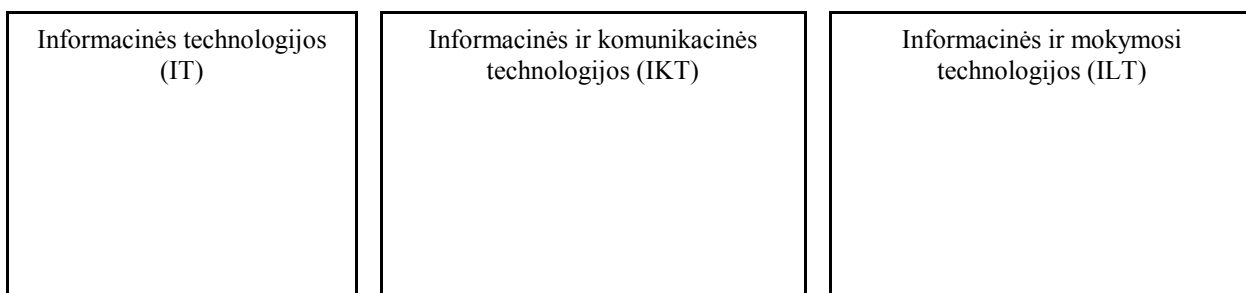 Informacinės technologijos
(IT)
Informacinės ir komunikacinės
technologijos (IKT)
Informacinės ir mokymosi
technologijos (ILT)